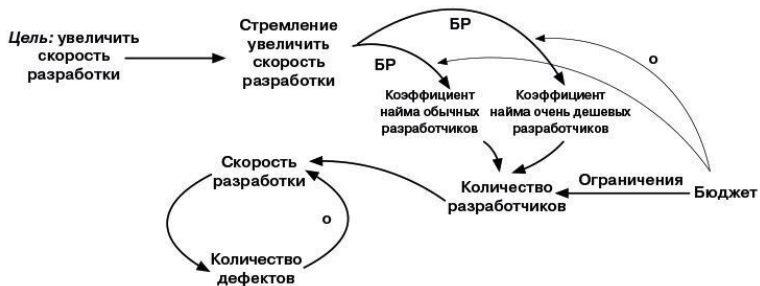 Цель: увеличить
скорость
разработки
Стремление
увеличить
скорость
разработки
БР
БР
о
Коэффициент
найма обычных
разработчиков
Коэффициент
найма очень дешевых
разработчиков
Скорость
разработки
Количество
разработчиков
Ограничения
Бюджет
о
Количество
дефектов